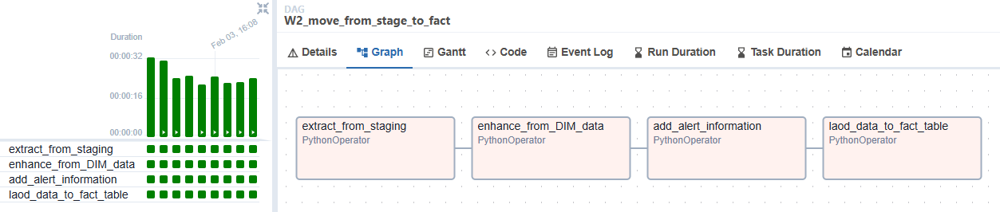 DAG
W2_move_from_stage_to_fact
Feb 03, 16:08
Duration
00:00:32
00:00:16
00:00:00
extract_from_staging
enhance_from_DIM_data
add_alert_information
laod_data_to_fact_table
Details Graph Gantt Code Event Log Run Duration Task Duration Calendar
extract_from_staging
PythonOperator
enhance_from_DIM_data
PythonOperator
add_alert_information
PythonOperator
laod_data_to_fact_table
PythonOperator